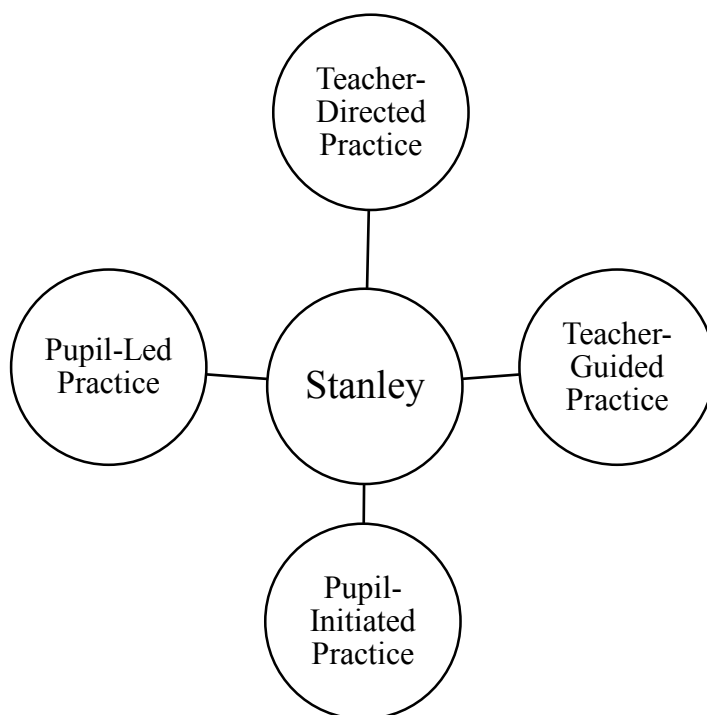 Teacher-
Directed
Practice
Pupil-Led
Practice
Stanley
Teacher-
Guided
Practice
Pupil-
Initiated
Practice